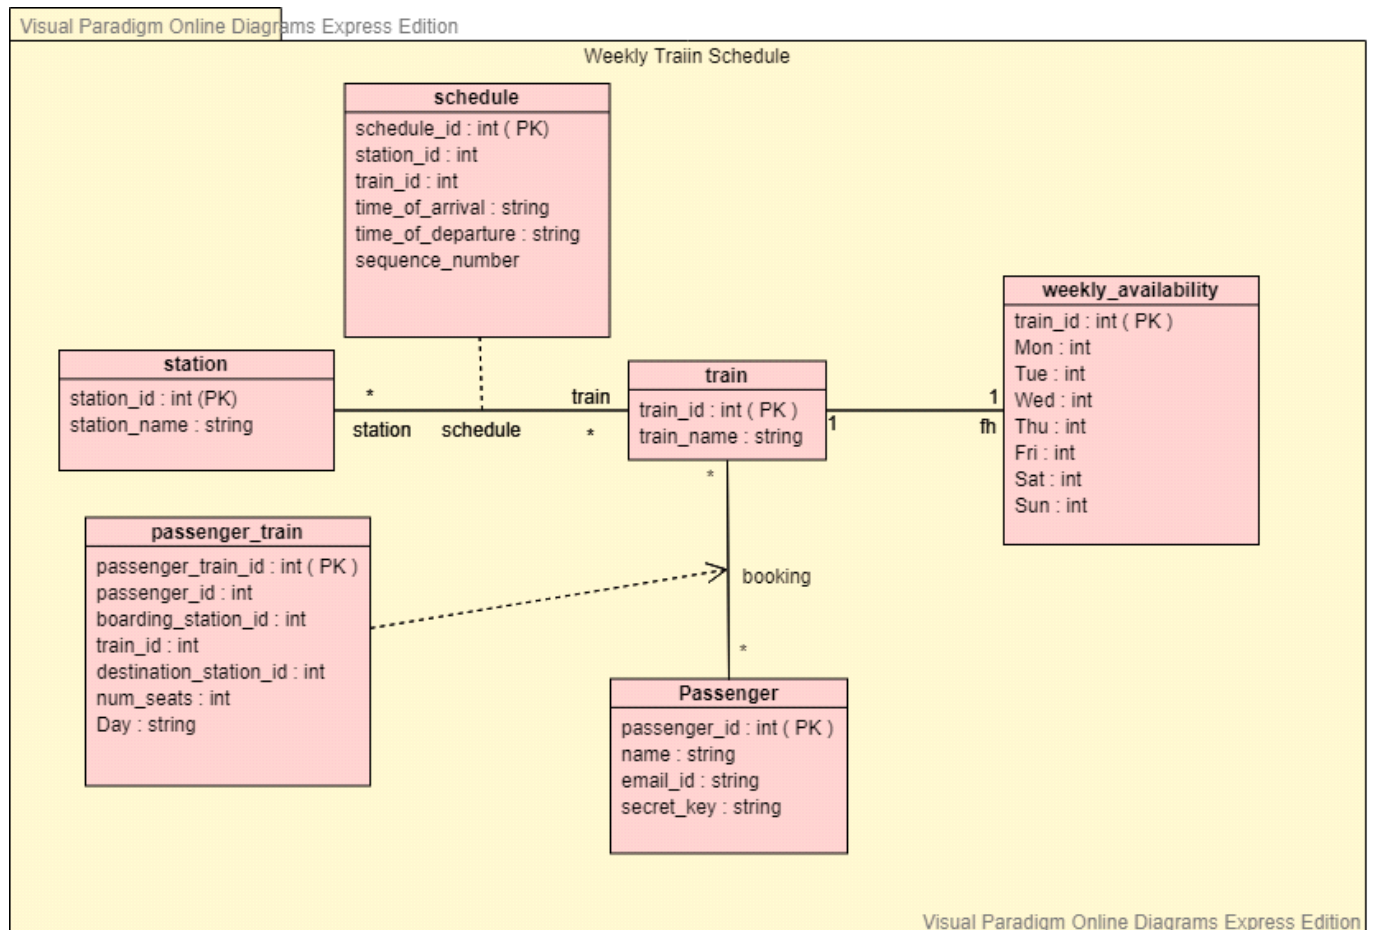 Visual Paradigm Online Diagrams Express Edition
Weekly Traiin Schedule
schedule
schedule_id : int ( PK)
station_id : int
train_id : int
time_of_arrival : string
time_of_departure : string
sequence_number
station
station_id : int (PK)
station_name : string
*
station
schedule
train
*
train
train_id : int ( PK )
train_name : string
1
1
fh
weekly_availability
train_id : int ( PK )
Mon : int
Tue : int
Wed : int
Thu : int
Fri : int
Sat : int
Sun : int
passenger_train
passenger_train_id : int ( PK )
passenger_id : int
boarding_station_id : int
train_id : int
destination_station_id : int
num_seats : int
Day : string
*
booking
*
Passenger
passenger_id : int ( PK )
name : string
email_id : string
secret_key : string
Visual Paradigm Online Diagrams Express Edition